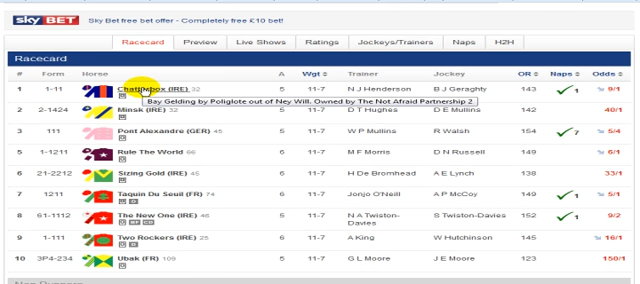 sky BET Sky Bet free bet offer - Completely free £10 bet!
Racecard Preview Live Shows Ratings Jockeys/Trainers Naps H2H
Racecard
# Form Horse A Wgt Trainer Jockey OR Naps Odds
1 1-11 Chatterbox (IRE) 32 5 11-7 N J Henderson B J Geraghty 143 1 9/1
Bay Gelding by Poliglote out of Ney Will, Owned by The Not Afraid Partnership 2
2 2-1424 Minsk (IRE) 32 5 11-7 D T Hughes D E Mullins 142 40/1
3 111 Pont Alexandre (GER) 45 5 11-7 W P Mullins R Walsh 154 7 5/4
5 1-1211 Rule The World 66 6 11-7 M F Morris D N Russell 149 6/1
6 21-2212 Sizing Gold (IRE) 45 6 11-7 H De Bromhead A E Lynch 138 33/1
7 1211 Taquin Du Seuil (FR) 74 6 11-7 Jonjo O'Neill A P McCoy 149 1 5/1
8 61-1112 The New One (IRE) 46 5 11-7 N A Twiston-Davies S Twiston-Davies 152 1 9/2
9 1-111 Two Rockers (IRE) 25 6 11-7 A King W Hutchinson 145 16/1
10 3P4-234 Ubak (FR) 109 5 11-7 G L Moore J E Moore 123 150/1
Non Runners